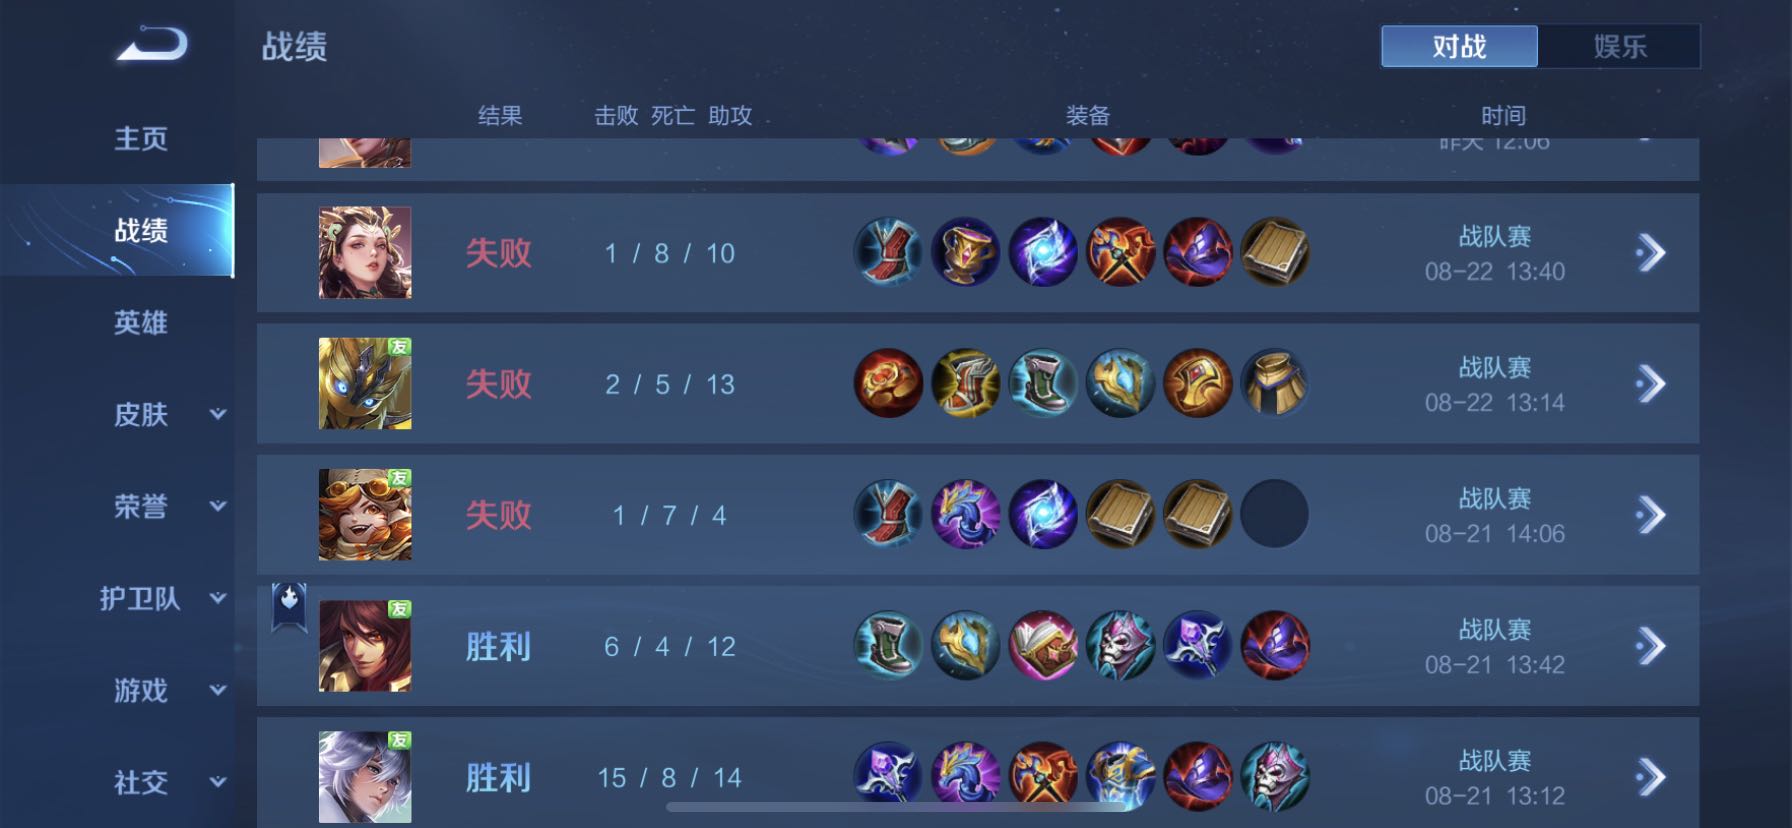 战绩
对战
娱乐
结果
击败 死亡 助攻
装备
时间
主页
战绩
英雄
皮肤
荣誉
护卫队
游戏
社交
昨天 12:06
失败
1 / 8 / 10
战队赛
08-22 13:40
友
失败
2 / 5 / 13
战队赛
08-22 13:14
友
失败
1 / 7 / 4
战队赛
08-21 14:06
友
胜利
6 / 4 / 12
战队赛
08-21 13:42
友
胜利
15 / 8 / 14
战队赛
08-21 13:12